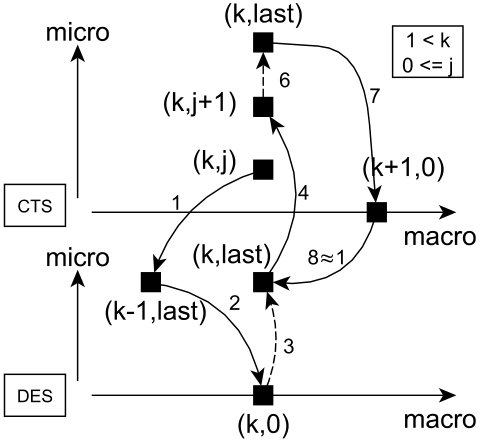 (k,last)
micro
1 < k
0 <= j
6
7
(k,j+1)
(k,j)
(k+1,0)
1
4
CTS
macro
micro
(k,last)
8≈1
(k-1,last)
2
3
DES
macro
(k,0)